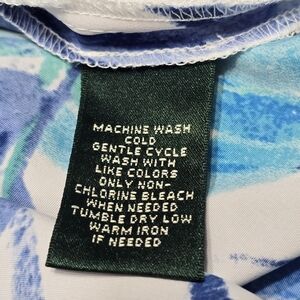 MACHINE WASH
COLD
GENTLE CYCLE
WASH WITH
LIKE COLORS
ONLY NON-
CHLORINE BLEACH
WHEN NEEDED
TUMBLE DRY LOW
WARM IRON
IF NEEDED